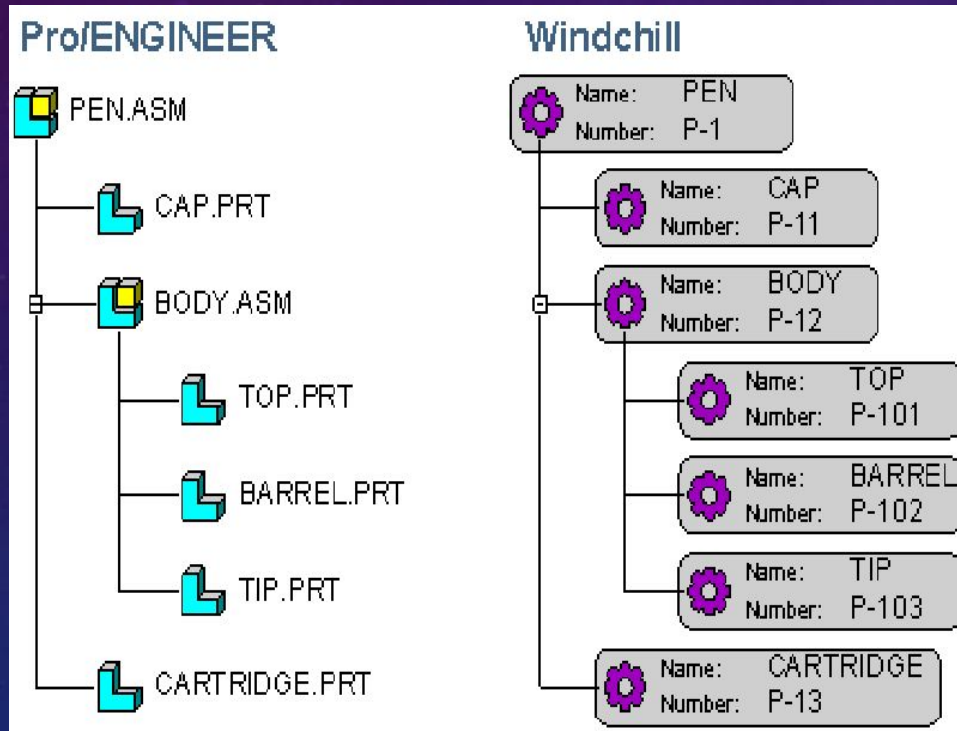 Pro/ENGINEER
PEN.ASM
CAP.PRT
BODY.ASM
TOP.PRT
BARREL.PRT
TIP.PRT
CARTRIDGE.PRT
Windchill
Name: PEN
Number: P-1
Name: CAP
Number: P-11
Name: BODY
Number: P-12
Name: TOP
Number: P-101
Name: BARREL
Number: P-102
Name: TIP
Number: P-103
Name: CARTRIDGE
Number: P-13